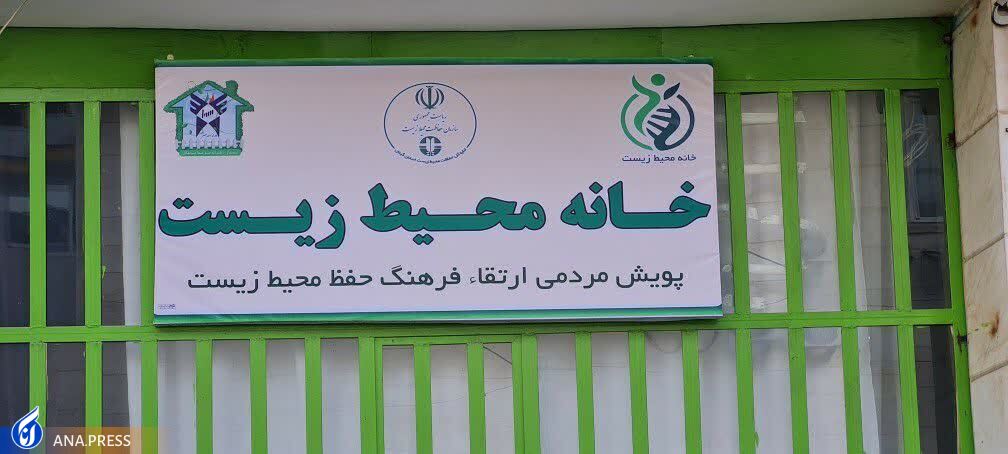 ریاست جمهوری
سازمان حفاظت محیط زیست
خانه محیط زیست
خانه محیط زیست
پویش مردمی ارتقاء فرهنگ حفظ محیط زیست
ANA.PRESS